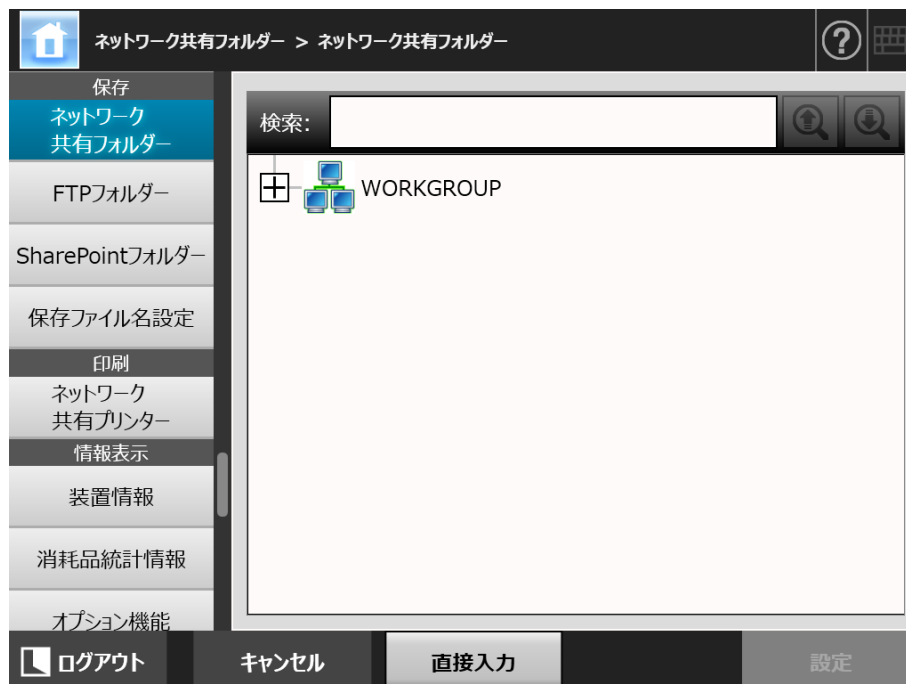 ネットワーク共有フォルダー > ネットワーク共有フォルダー
?
保存
ネットワーク
共有フォルダー
FTPフォルダー
SharePointフォルダー
保存ファイル名設定
印刷
ネットワーク
共有プリンター
情報表示
装置情報
消耗品統計情報
オプション機能
検索:
WORKGROUP
ログアウト
キャンセル
直接入力
設定